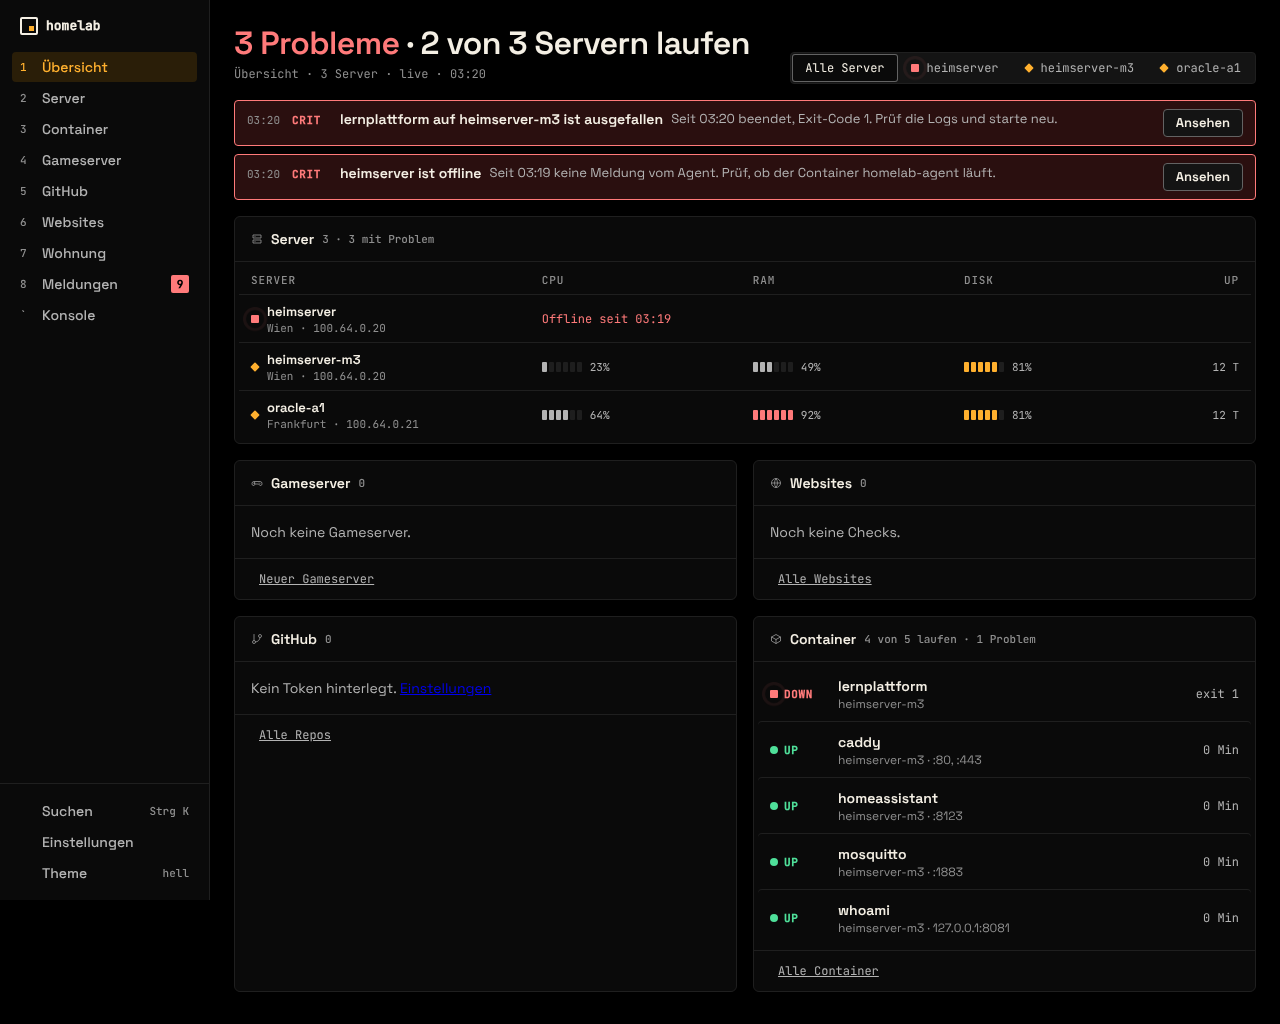 homelab
1 Übersicht
2 Server
3 Container
4 Gameserver
5 GitHub
6 Websites
7 Wohnung
8 Meldungen 9
` Konsole
Suchen Strg K
Einstellungen
Theme hell
3 Probleme · 2 von 3 Servern laufen
Übersicht · 3 Server · live · 03:20
Alle Server heimserver heimserver-m3 oracle-a1
03:20 CRIT lernplattform auf heimserver-m3 ist ausgefallen Seit 03:20 beendet, Exit-Code 1. Prüf die Logs und starte neu. Ansehen
03:20 CRIT heimserver ist offline Seit 03:19 keine Meldung vom Agent. Prüf, ob der Container homelab-agent läuft. Ansehen
Server 3 · 3 mit Problem
SERVER CPU RAM DISK UP
heimserver
Wien · 100.64.0.20
Offline seit 03:19
heimserver-m3
Wien · 100.64.0.20
23% 49% 81% 12 T
oracle-a1
Frankfurt · 100.64.0.21
64% 92% 81% 12 T
Gameserver 0
Noch keine Gameserver.
Neuer Gameserver
Websites 0
Noch keine Checks.
Alle Websites
GitHub 0
Kein Token hinterlegt. Einstellungen
Alle Repos
Container 4 von 5 laufen · 1 Problem
DOWN lernplattform exit 1
heimserver-m3
UP caddy 0 Min
heimserver-m3 · :80, :443
UP homeassistant 0 Min
heimserver-m3 · :8123
UP mosquitto 0 Min
heimserver-m3 · :1883
UP whoami 0 Min
heimserver-m3 · 127.0.0.1:8081
Alle Container